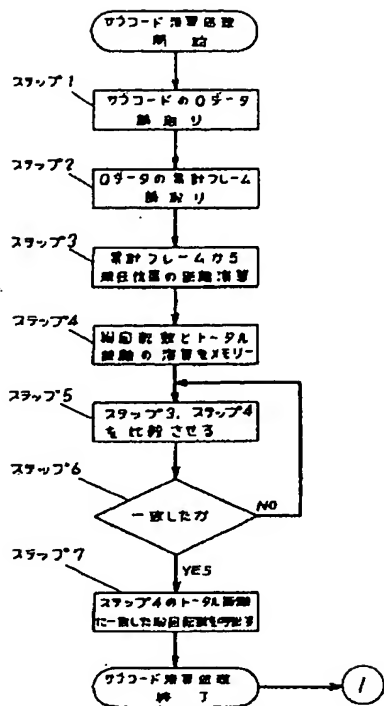 サブコード演算処理
開始
ステップ1
サブコードのQデータ
読取り
ステップ2
Qデータの累計フレーム
読取り
ステップ3
累計フレームから
現在位置の距離演算
ステップ4
総回転数とトータル
距離の演算をメモリー
ステップ5
ステップ3,ステップ4
を比較させる
ステップ6
一致したか
NO
YES
ステップ7
ステップ4のトータル距離
に一致した総回転数を呼出す
サブコード演算処理
終了
1